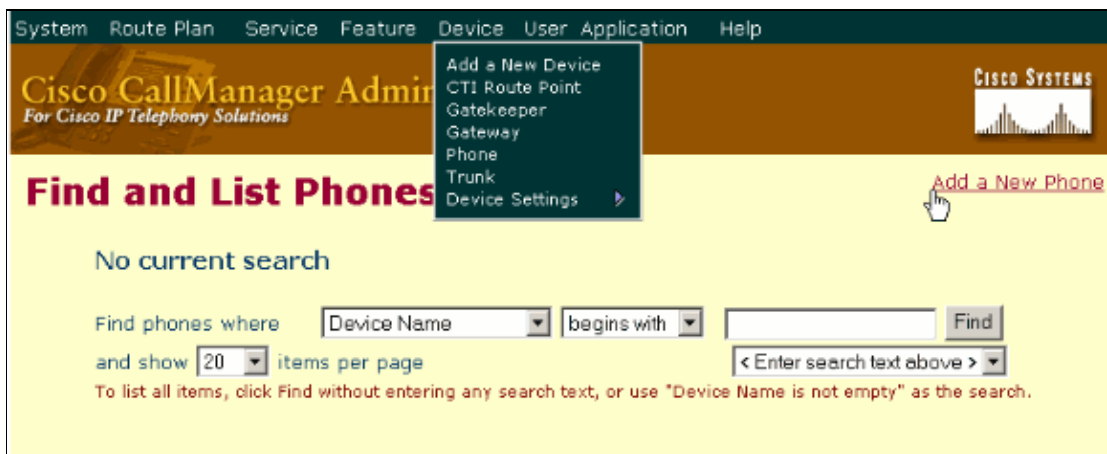 System Route Plan Service Feature Device User Application Help
Cisco CallManager Admin
For Cisco IP Telephony Solutions
CISCO SYSTEMS
Add a New Device
CTI Route Point
Gatekeeper
Gateway
Phone
Trunk
Device Settings
Find and List Phones
Add a New Phone
No current search
Find phones where Device Name begins with Find
and show 20 items per page < Enter search text above >
To list all items, click Find without entering any search text, or use "Device Name is not empty" as the search.